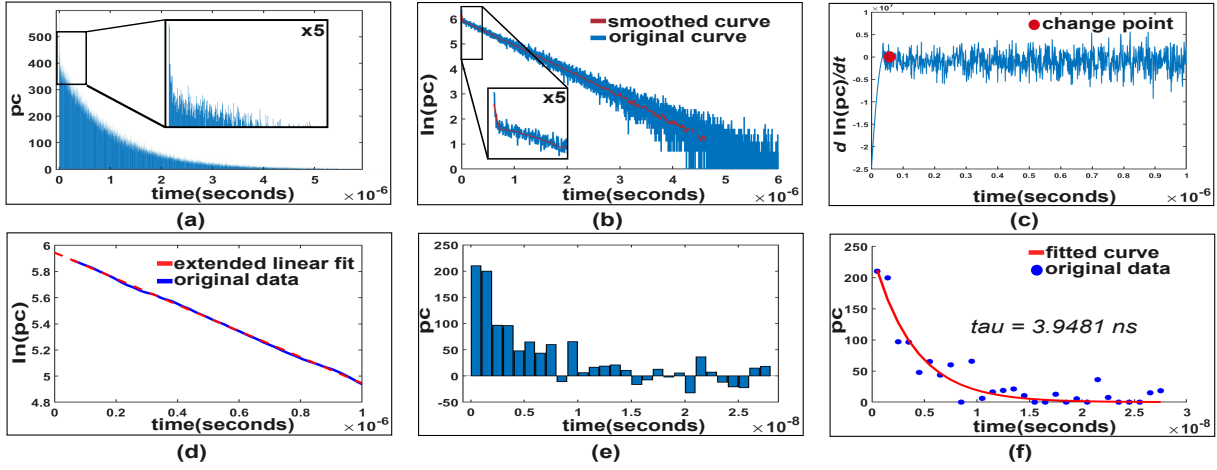 x5
500
400
300
200
100
0
pc
0 1 2 3 4 5
time(seconds) ×10⁻⁶
(a)
smoothed curve
original curve
x5
6
5
4
3
2
1
0
ln(pc)
0 1 2 3 4 5 6
time(seconds) ×10⁻⁶
(b)
×10⁷
change point
1
0.5
0
-0.5
-1
-1.5
-2
-2.5
d ln(pc)/dt
0 0.1 0.2 0.3 0.4 0.5 0.6 0.7 0.8 0.9 1
time(seconds) ×10⁻⁶
(c)
extended linear fit
original data
6
5.8
5.6
5.4
5.2
5
4.8
ln(pc)
0 0.2 0.4 0.6 0.8 1
time(seconds) ×10⁻⁶
(d)
250
200
150
100
50
0
-50
pc
0 0.5 1 1.5 2 2.5
time(seconds) ×10⁻⁸
(e)
fitted curve
original data
tau = 3.9481 ns
250
200
150
100
50
0
pc
0 0.5 1 1.5 2 2.5 3
time(seconds) ×10⁻⁸
(f)